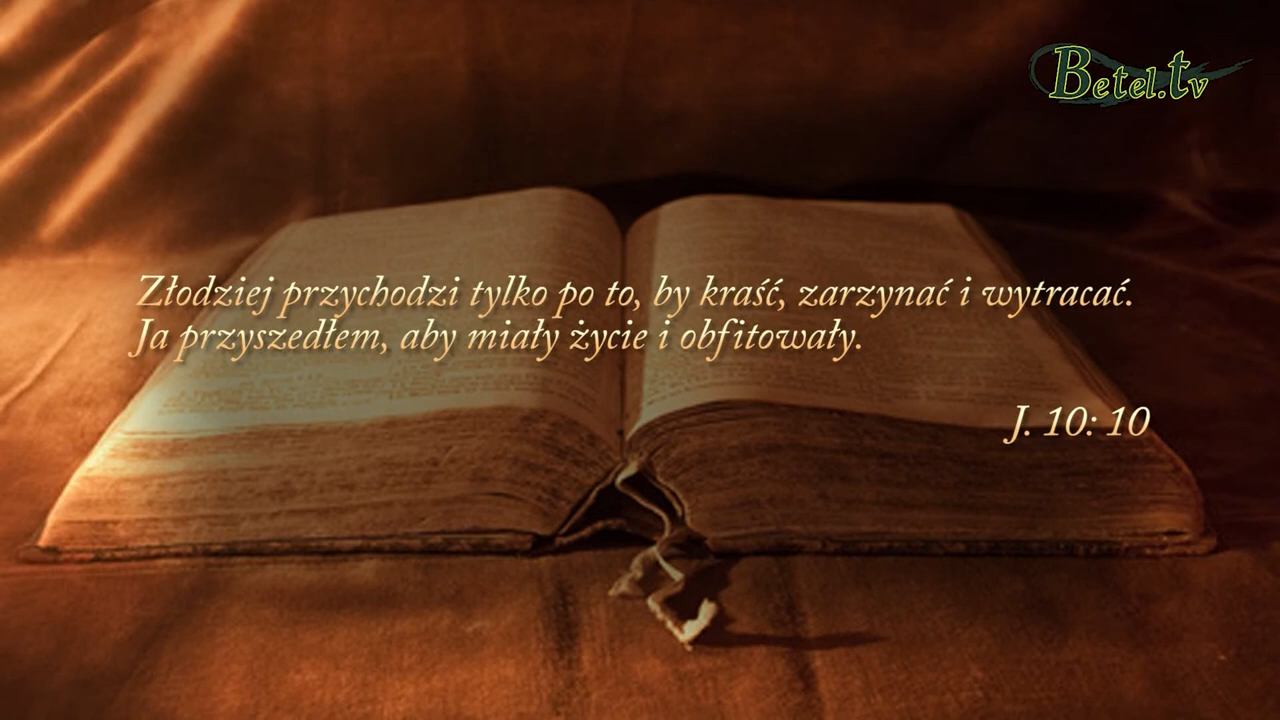 Betel.tv
Złodziej przychodzi tylko po to, by kraść, zarzynać i wytracać.
Ja przyszedłem, aby miały życie i obfitowały.
J. 10: 10